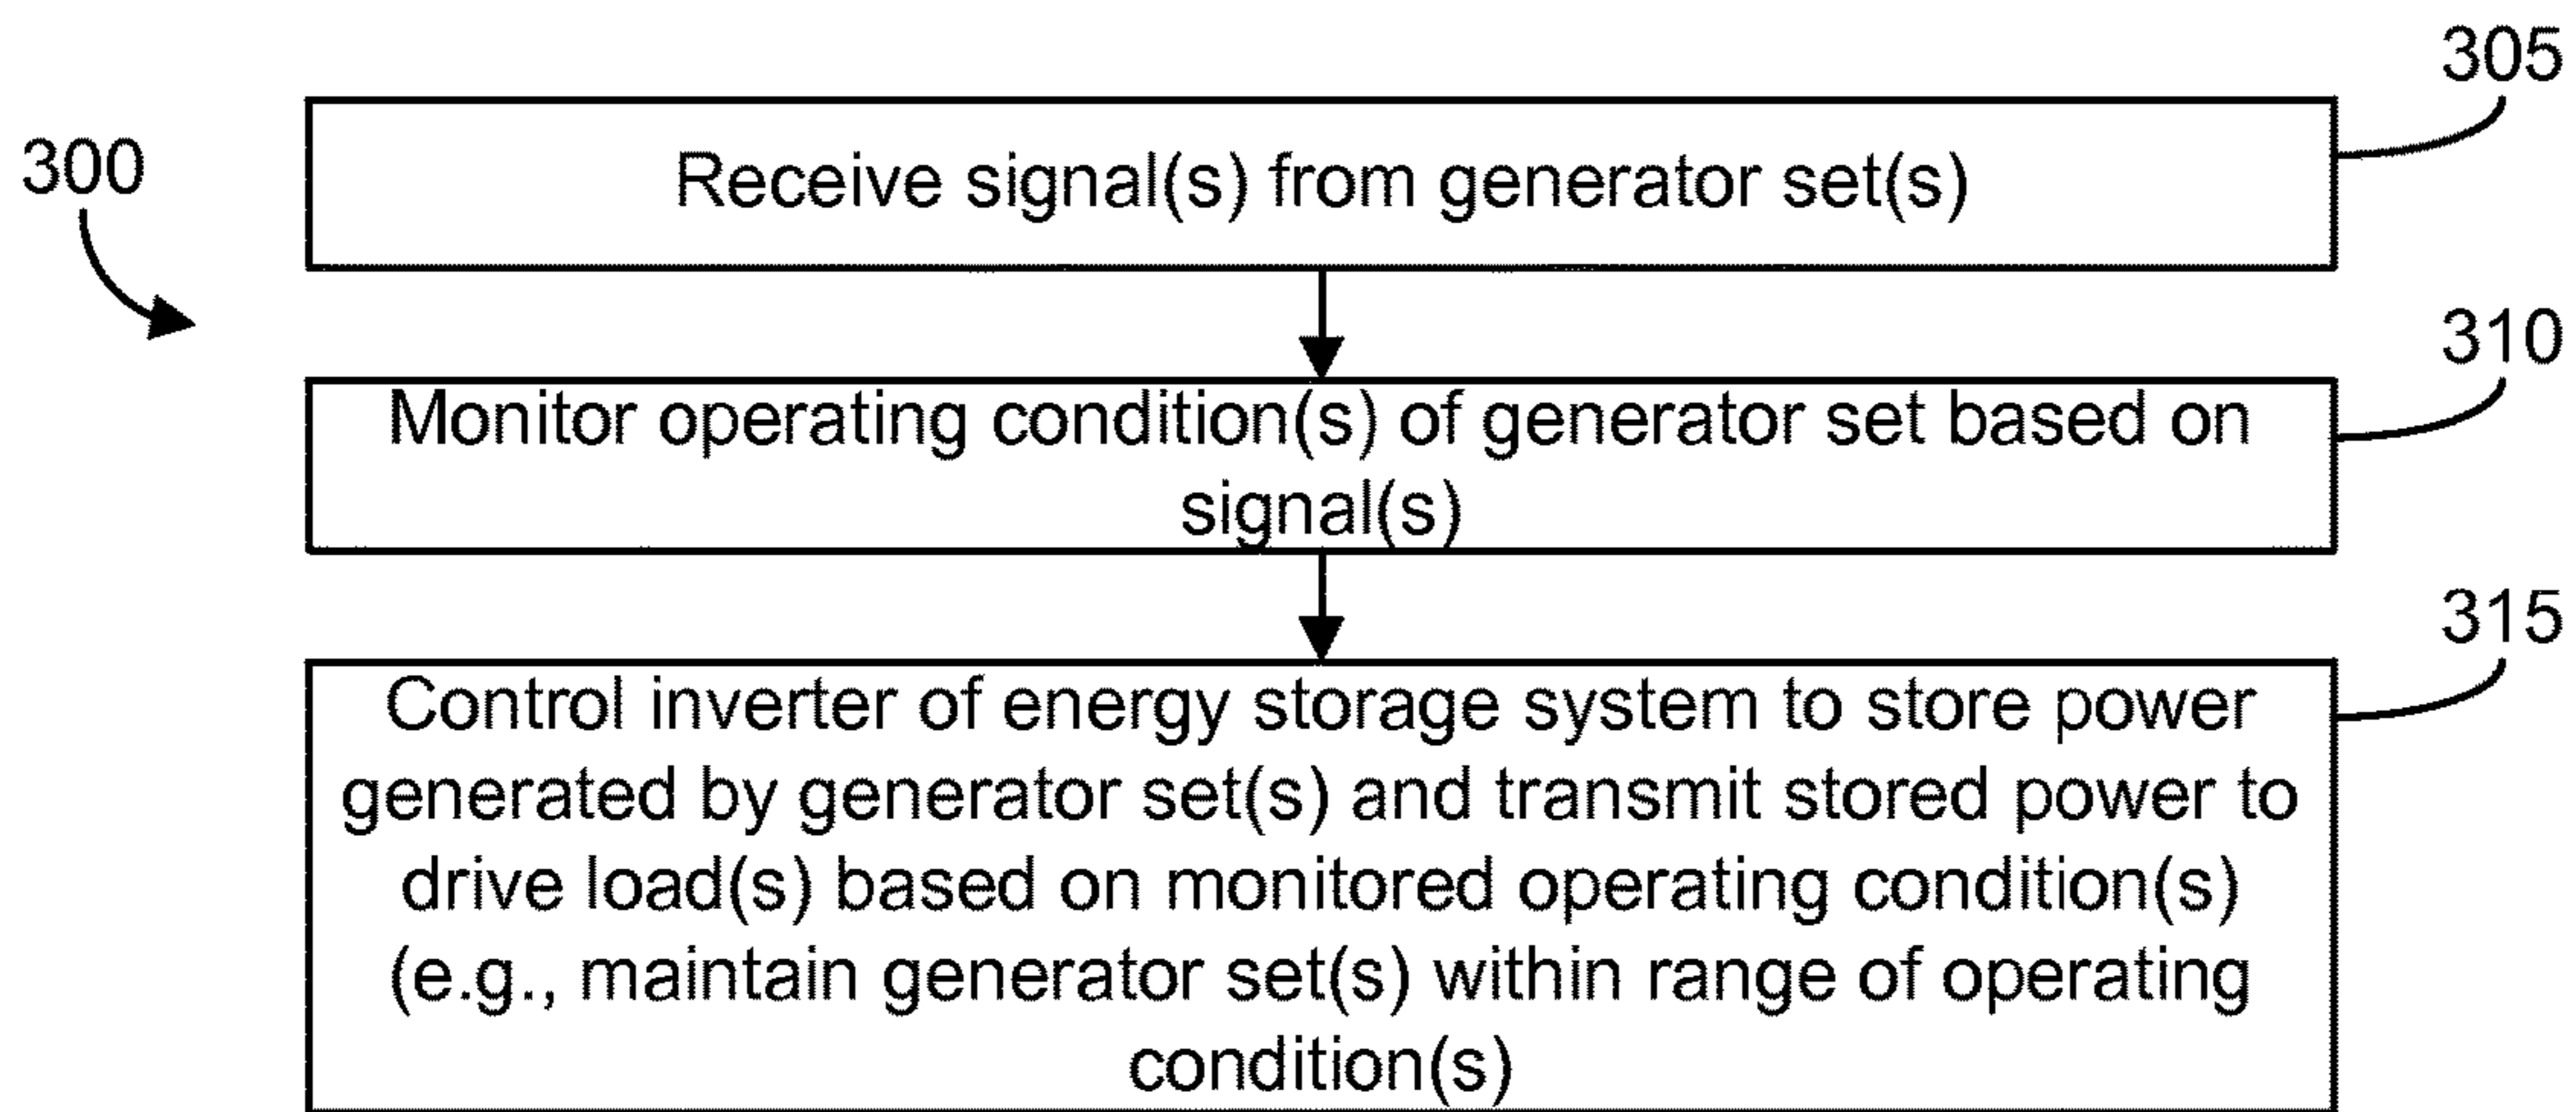 305
300
Receive signal(s) from generator set(s)
310
Monitor operating condition(s) of generator set based on
signal(s)
315
Control inverter of energy storage system to store power
generated by generator set(s) and transmit stored power to
drive load(s) based on monitored operating condition(s)
(e.g., maintain generator set(s) within range of operating
condition(s)